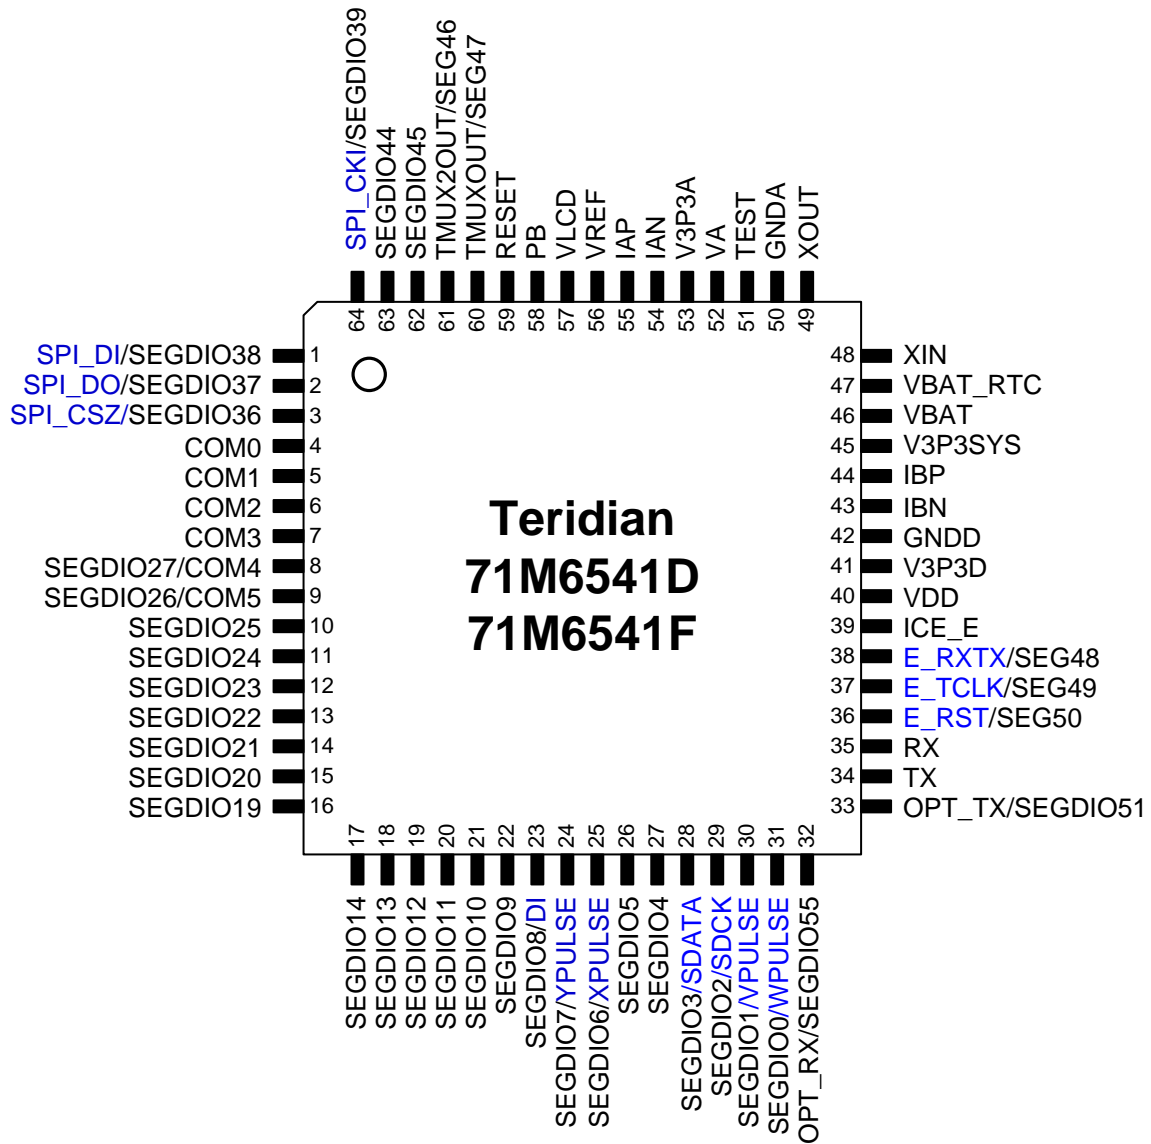 SPI_CKI/SEGDIO39
SEGDIO44
SEGDIO45
TMUX2OUT/SEG46
TMUXOUT/SEG47
RESET
PB
VLCD
VREF
IAP
IAN
V3P3A
VA
TEST
GNDA
XOUT
64
63
62
61
60
59
58
57
56
55
54
53
52
51
50
49
SPI_DI/SEGDIO38 1
SPI_DO/SEGDIO37 2
SPI_CSZ/SEGDIO36 3
COM0 4
COM1 5
COM2 6
COM3 7
SEGDIO27/COM4 8
SEGDIO26/COM5 9
SEGDIO25 10
SEGDIO24 11
SEGDIO23 12
SEGDIO22 13
SEGDIO21 14
SEGDIO20 15
SEGDIO19 16
Teridian
71M6541D
71M6541F
48 XIN
47 VBAT_RTC
46 VBAT
45 V3P3SYS
44 IBP
43 IBN
42 GNDD
41 V3P3D
40 VDD
39 ICE_E
38 E_RXTX/SEG48
37 E_TCLK/SEG49
36 E_RST/SEG50
35 RX
34 TX
33 OPT_TX/SEGDIO51
17
18
19
20
21
22
23
24
25
26
27
28
29
30
31
32
SEGDIO14
SEGDIO13
SEGDIO12
SEGDIO11
SEGDIO10
SEGDIO9
SEGDIO8/DI
SEGDIO7/YPULSE
SEGDIO6/XPULSE
SEGDIO5
SEGDIO4
SEGDIO3/SDATA
SEGDIO2/SDCK
SEGDIO1/VPULSE
SEGDIO0/WPULSE
OPT_RX/SEGDIO55